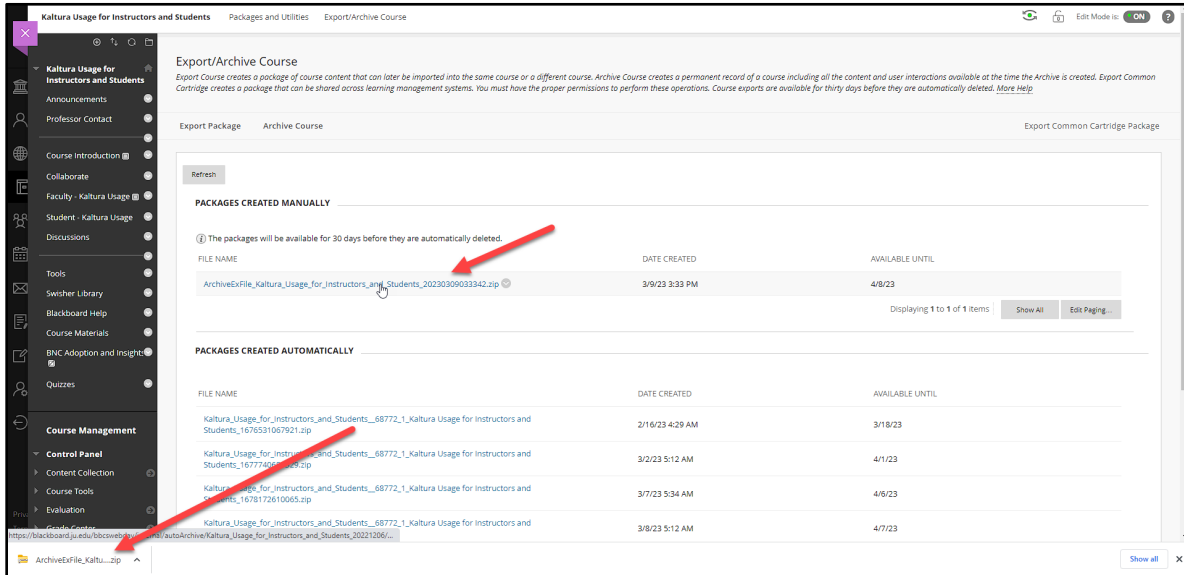 Kaltura Usage for Instructors and Students Packages and Utilities Export/Archive Course
Edit Mode is: ON ?
Kaltura Usage for
Instructors and Students
Announcements
Professor Contact
Course Introduction
Collaborate
Faculty - Kaltura Usage
Student - Kaltura Usage
Discussions
Tools
Swisher Library
Blackboard Help
Course Materials
BNC Adoption and Insights
Quizzes
Course Management
Control Panel
Content Collection
Course Tools
Evaluation
Grade Center
Export/Archive Course
Export Course creates a package of course content that can later be imported into the same course or a different course. Archive Course creates a permanent record of a course including all the content and user interactions available at the time the Archive is created. Export Common
Cartridge creates a package that can be shared across learning management systems. You must have the proper permissions to perform these operations. Course exports are available for thirty days before they are automatically deleted. More Help
Export Package Archive Course Export Common Cartridge Package
Refresh
PACKAGES CREATED MANUALLY
The packages will be available for 30 days before they are automatically deleted.
FILE NAME DATE CREATED AVAILABLE UNTIL
ArchiveExFile_Kaltura_Usage_for_Instructors_and_Students_20230309033342.zip 3/9/23 3:33 PM 4/8/23
Displaying 1 to 1 of 1 items Show All Edit Paging...
PACKAGES CREATED AUTOMATICALLY
FILE NAME DATE CREATED AVAILABLE UNTIL
Kaltura_Usage_for_Instructors_and_Students__68772_1_Kaltura Usage for Instructors and
Students_1676531067921.zip 2/16/23 4:29 AM 3/18/23
Kaltura_Usage_for_Instructors_and_Students__68772_1_Kaltura Usage for Instructors and
3/2/23 5:12 AM 4/1/23
Kaltura_Usage_for_Instructors_and_Students__68772_1_Kaltura Usage for Instructors and
Students_1678172610065.zip 3/7/23 5:34 AM 4/6/23
Kaltura_Usage_for_Instructors_and_Students__68772_1_Kaltura Usage for Instructors and
3/8/23 5:12 AM 4/7/23
ArchiveExFile_Kaltu....zip
Show all